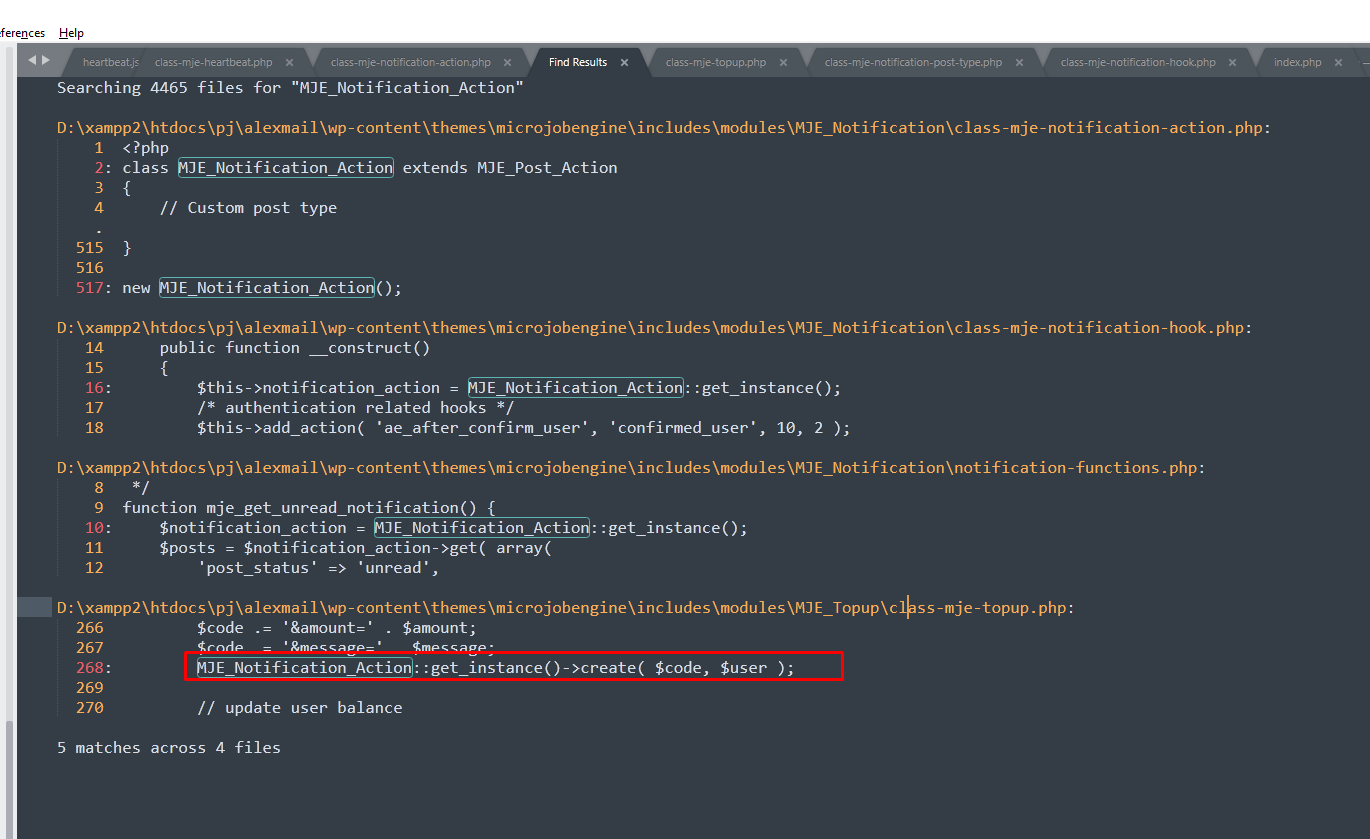 ferences Help
heartbeat.js class-mje-heartbeat.php × class-mje-notification-action.php × Find Results × class-mje-topup.php × class-mje-notification-post-type.php × class-mje-notification-hook.php × index.php ×
Searching 4465 files for "MJE_Notification_Action"
D:\xampp2\htdocs\pj\alexmail\wp-content\themes\microjobengine\includes\modules\MJE_Notification\class-mje-notification-action.php:
1 <?php
2: class MJE_Notification_Action extends MJE_Post_Action
3 {
4 // Custom post type
.
515 }
516
517: new MJE_Notification_Action();
D:\xampp2\htdocs\pj\alexmail\wp-content\themes\microjobengine\includes\modules\MJE_Notification\class-mje-notification-hook.php:
14 public function __construct()
15 {
16: $this->notification_action = MJE_Notification_Action::get_instance();
17 /* authentication related hooks */
18 $this->add_action( 'ae_after_confirm_user', 'confirmed_user', 10, 2 );
D:\xampp2\htdocs\pj\alexmail\wp-content\themes\microjobengine\includes\modules\MJE_Notification\notification-functions.php:
8 */
9 function mje_get_unread_notification() {
10: $notification_action = MJE_Notification_Action::get_instance();
11 $posts = $notification_action->get( array(
12 'post_status' => 'unread',
D:\xampp2\htdocs\pj\alexmail\wp-content\themes\microjobengine\includes\modules\MJE_Topup\class-mje-topup.php:
266 $code .= '&amount=' . $amount;
267 $code .= '&message=' . $message;
268: MJE_Notification_Action::get_instance()->create( $code, $user );
269
270 // update user balance
5 matches across 4 files